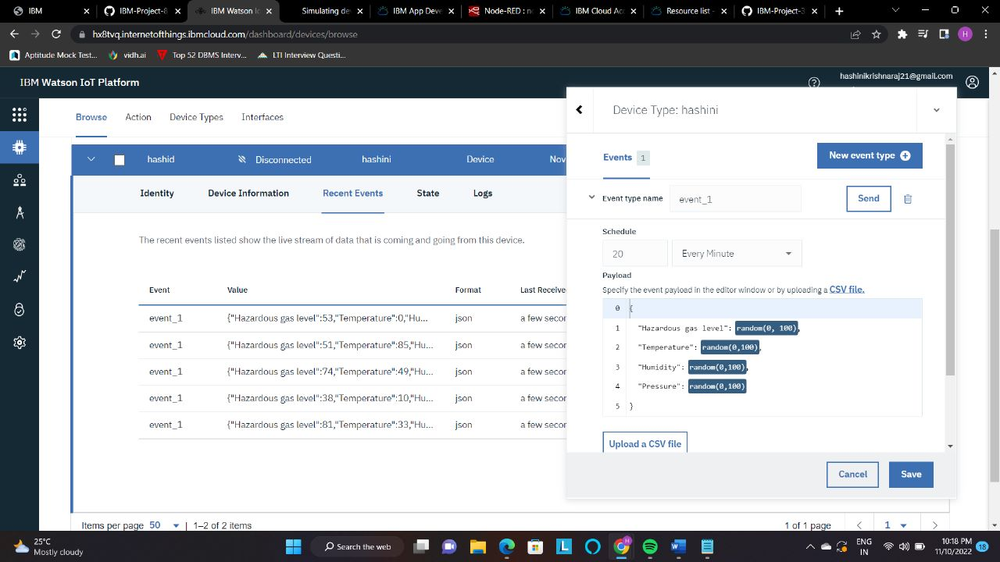 IBM
IBM-Project-8
IBM Watson Io
Simulating de
IBM App Deve
Node-RED : n
IBM Cloud Ac
Resource list -
IBM-Project-3
hx8tvq.internetofthings.ibmcloud.com/dashboard/devices/browse
H
Aptitude Mock Test...
vidh.ai
Top 52 DBMS Interv...
LTI Interview Questi...
IBM Watson IoT Platform
hashinikrishnaraj21@gmail.com
Browse
Action
Device Types
Interfaces
hashid
Disconnected
hashini
Device
Nov
Identity
Device Information
Recent Events
State
Logs
The recent events listed show the live stream of data that is coming and going from this device.
Event Value Format Last Receive
event_1 {"Hazardous gas level":53,"Temperature":0,"Hu... json a few secor
event_1 {"Hazardous gas level":51,"Temperature":85,"Hu... json a few secor
event_1 {"Hazardous gas level":74,"Temperature":49,"Hu... json a few secor
event_1 {"Hazardous gas level":38,"Temperature":10,"Hu... json a few secor
event_1 {"Hazardous gas level":81,"Temperature":33,"Hu... json a few secor
Items per page 50 | 1–2 of 2 items
1 of 1 page
1
Device Type: hashini
Events 1
New event type
Event type name event_1
Send
Schedule
20 Every Minute
Payload
Specify the event payload in the editor window or by uploading a CSV file.
0 {
1 "Hazardous gas level": random(0, 100),
2 "Temperature": random(0,100),
3 "Humidity": random(0,100),
4 "Pressure": random(0,100)
5 }
Upload a CSV file
Cancel
Save
25°C
Mostly cloudy
Search the web
L
ENG
IN
10:18 PM
11/10/2022
18